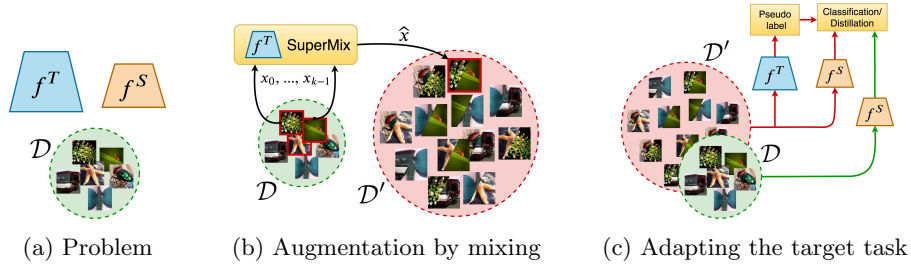 f^T
f^S
𝒟
(a) Problem
f^T SuperMix
x̂
x_0, ..., x_{k−1}
𝒟
𝒟′
(b) Augmentation by mixing
Pseudo
label
Classification/
Distillation
𝒟′
f^T
f^S
f^S
𝒟
(c) Adapting the target task